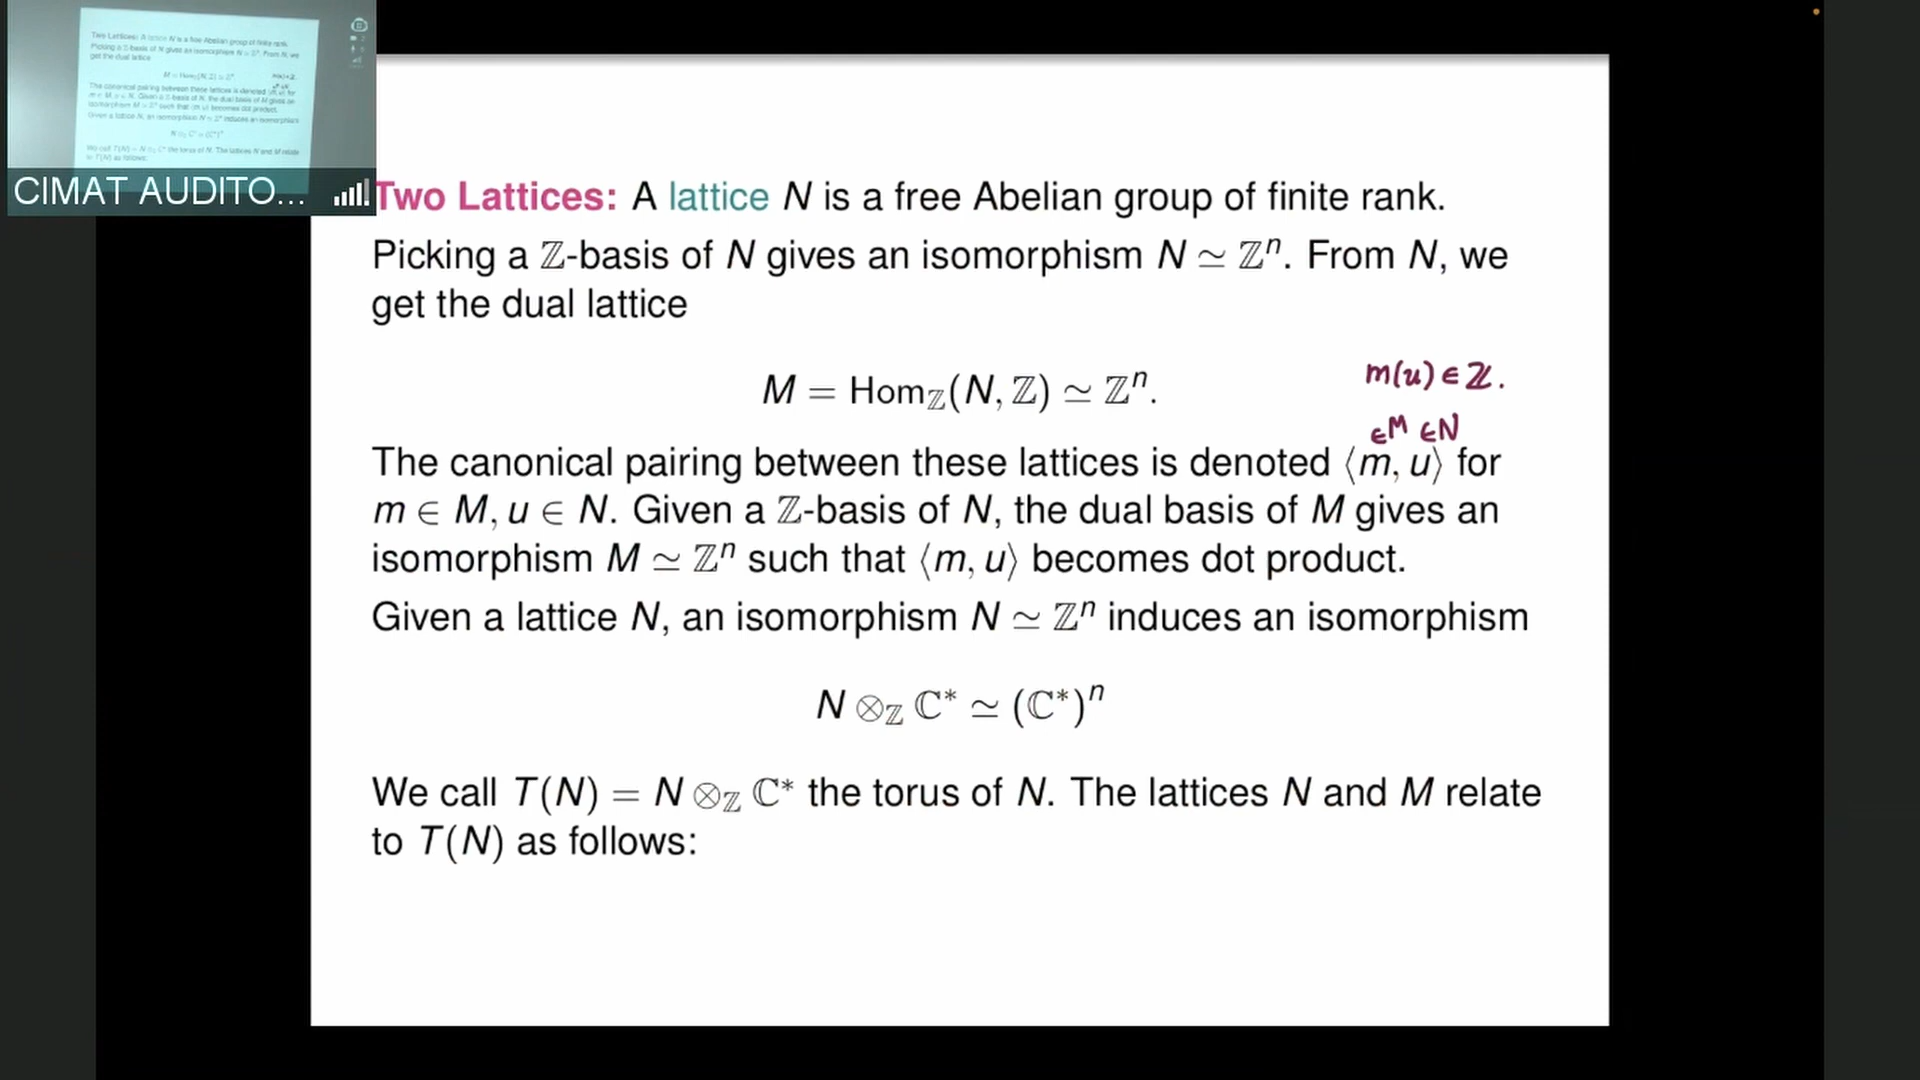 CIMAT AUDITO...
Two Lattices: A lattice N is a free Abelian group of finite rank.
Picking a ℤ-basis of N gives an isomorphism N ≃ ℤⁿ. From N, we
get the dual lattice
M = Homℤ(N, ℤ) ≃ ℤⁿ.
m(u) ∈ ℤ.
∈M ∈N
The canonical pairing between these lattices is denoted ⟨m, u⟩ for
m ∈ M, u ∈ N. Given a ℤ-basis of N, the dual basis of M gives an
isomorphism M ≃ ℤⁿ such that ⟨m, u⟩ becomes dot product.
Given a lattice N, an isomorphism N ≃ ℤⁿ induces an isomorphism
N ⊗ℤ ℂ* ≃ (ℂ*)ⁿ
We call T(N) = N ⊗ℤ ℂ* the torus of N. The lattices N and M relate
to T(N) as follows: